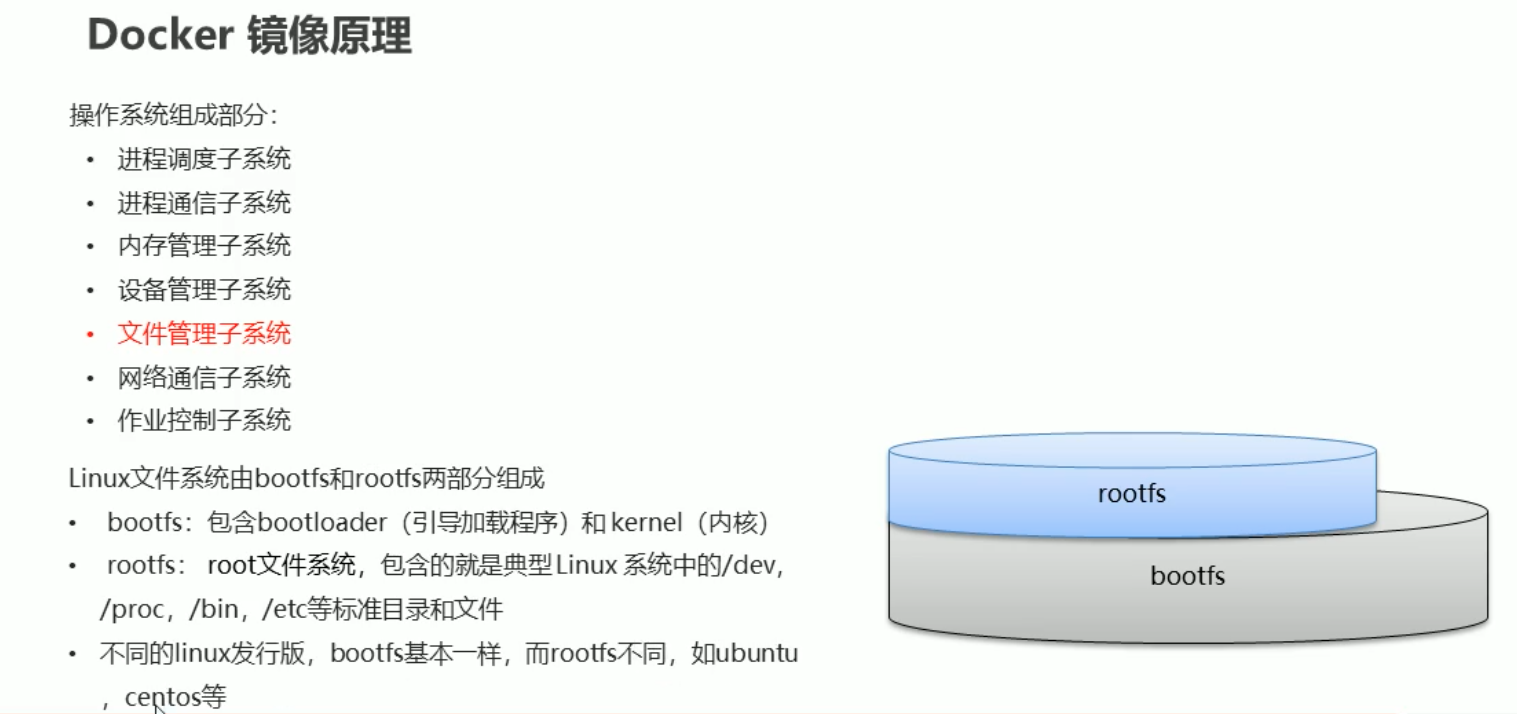 Docker 镜像原理
操作系统组成部分：
• 进程调度子系统
• 进程通信子系统
• 内存管理子系统
• 设备管理子系统
• 文件管理子系统
• 网络通信子系统
• 作业控制子系统
Linux文件系统由bootfs和rootfs两部分组成
• bootfs：包含bootloader（引导加载程序）和 kernel（内核）
• rootfs： root文件系统，包含的就是典型 Linux 系统中的/dev，
/proc，/bin，/etc等标准目录和文件
• 不同的linux发行版，bootfs基本一样，而rootfs不同，如ubuntu
，centos等
rootfs
bootfs